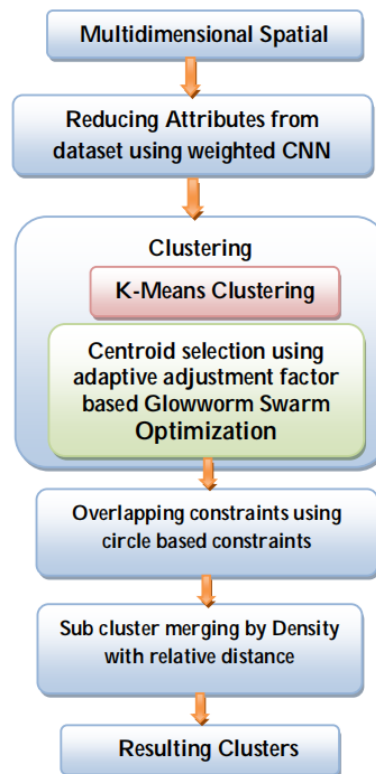 Multidimensional Spatial
Reducing Attributes from
dataset using weighted CNN
Clustering
K-Means Clustering
Centroid selection using
adaptive adjustment factor
based Glowworm Swarm
Optimization
Overlapping constraints using
circle based constraints
Sub cluster merging by Density
with relative distance
Resulting Clusters